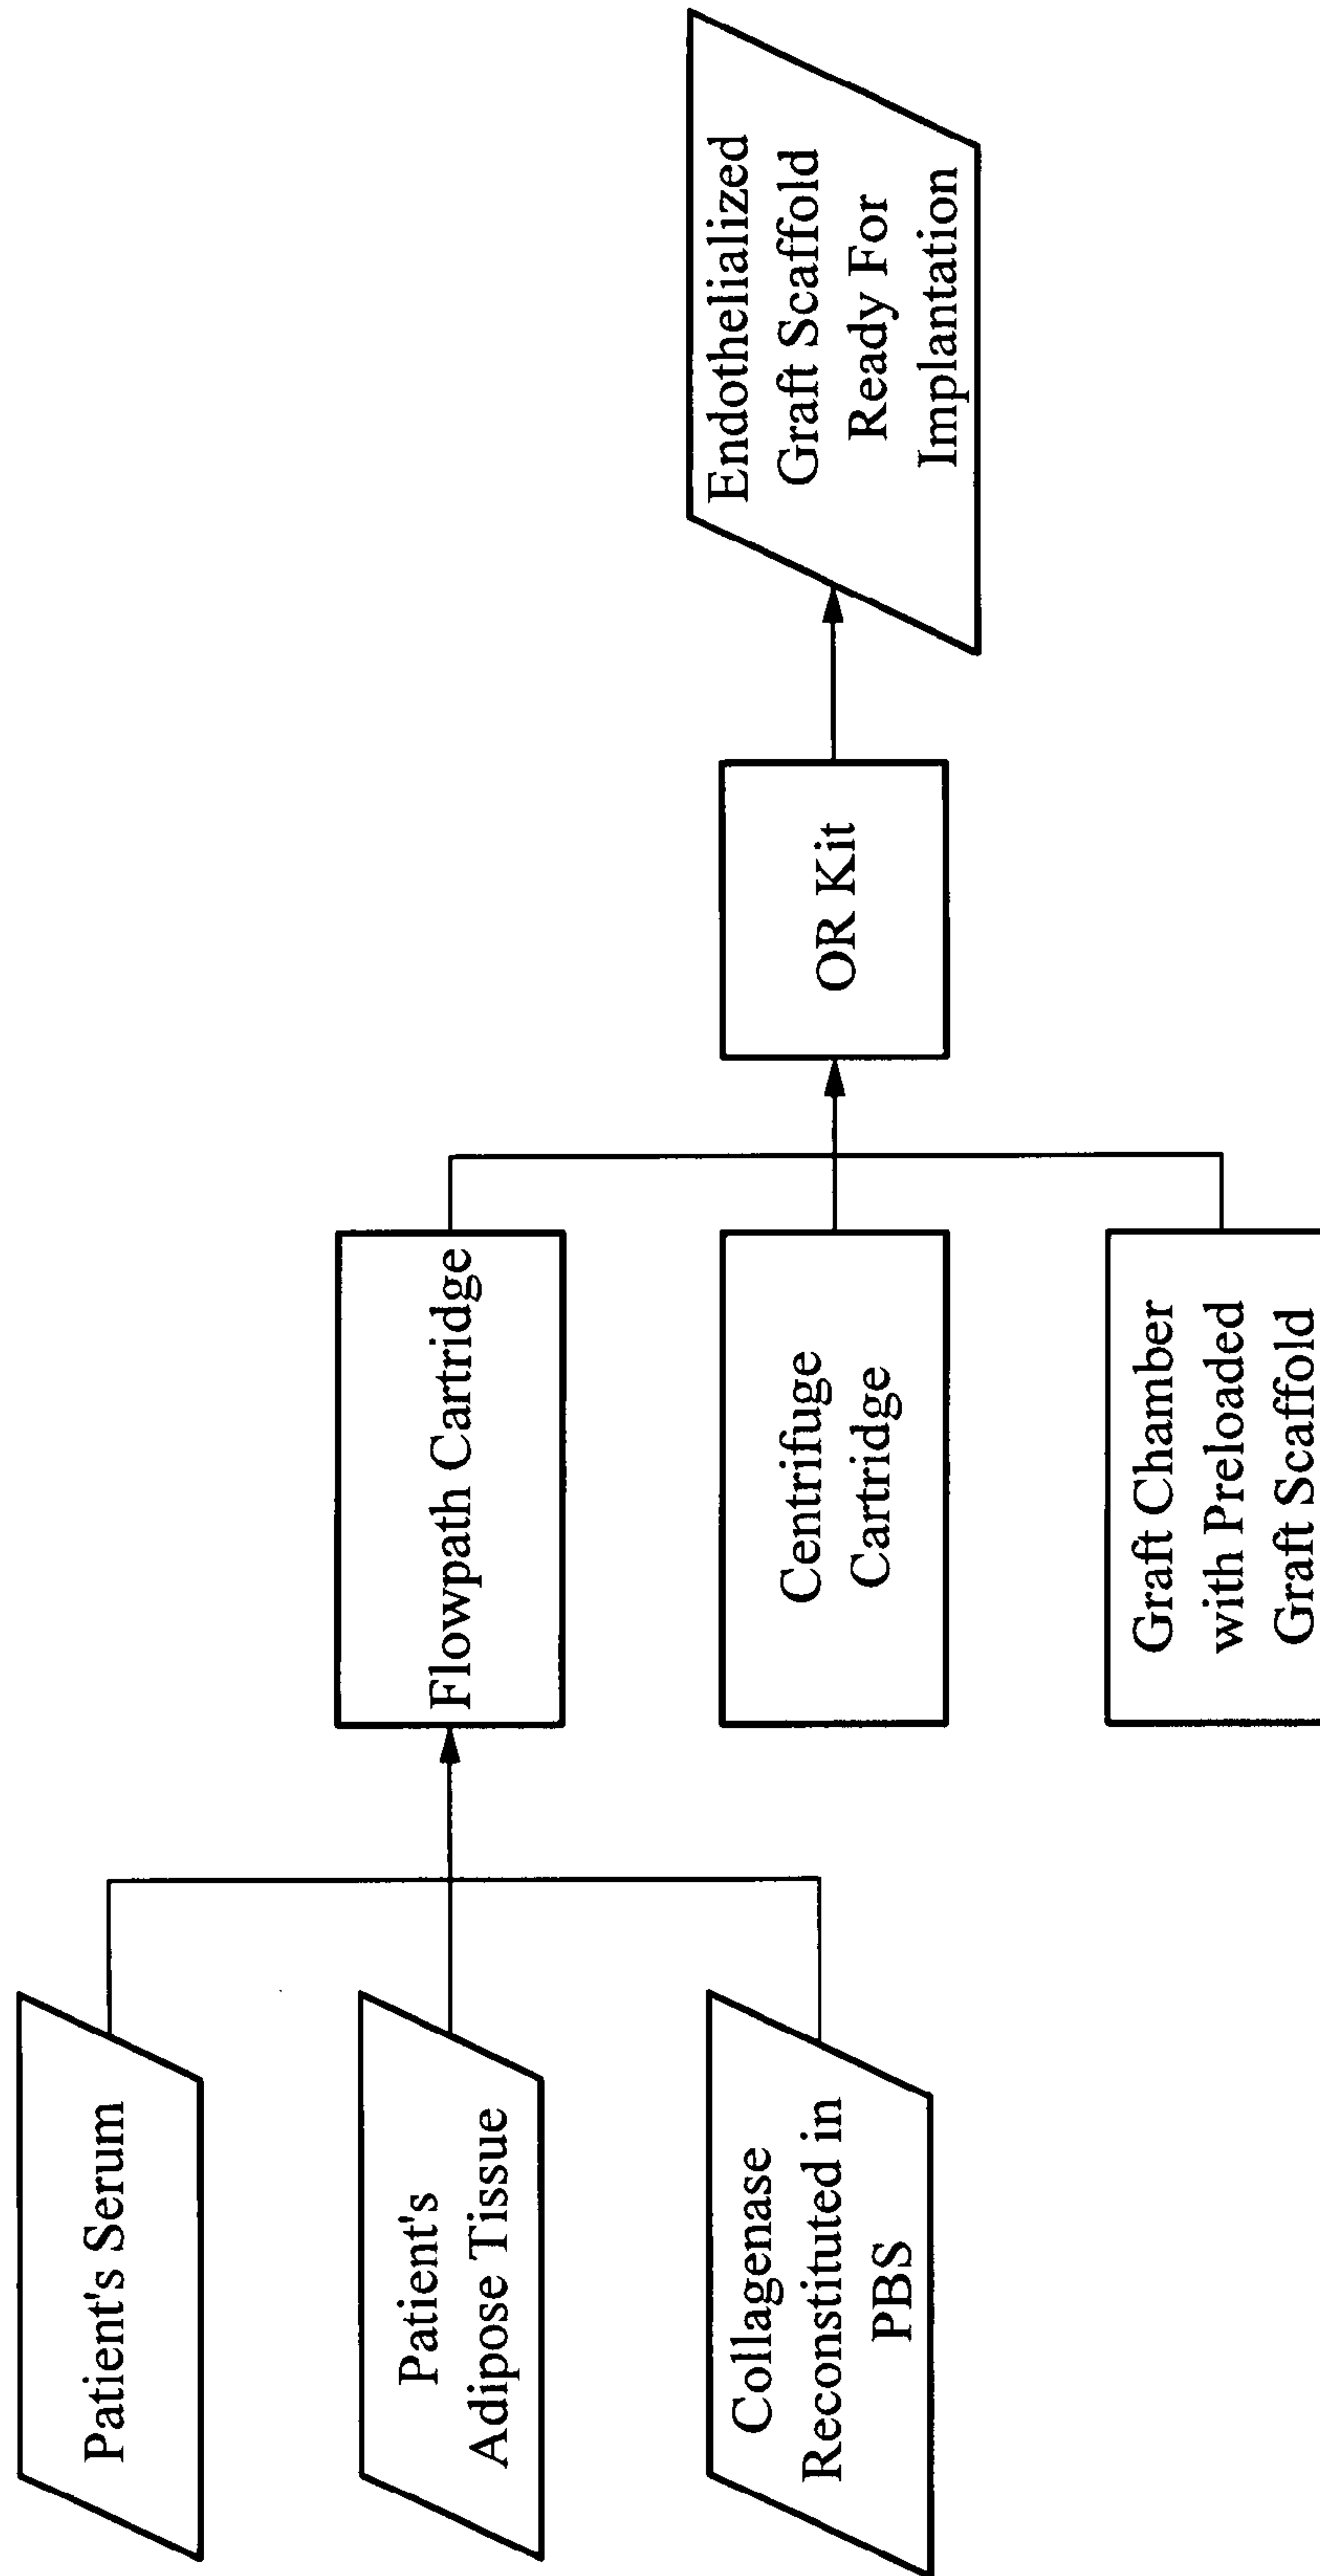 Patient's Serum
Patient's
Adipose Tissue
Collagenase
Reconstituted in
PBS
Flowpath Cartridge
Centrifuge
Cartridge
Graft Chamber
with Preloaded
Graft Scaffold
OR Kit
Endothelialized
Graft Scaffold
Ready For
Implantation